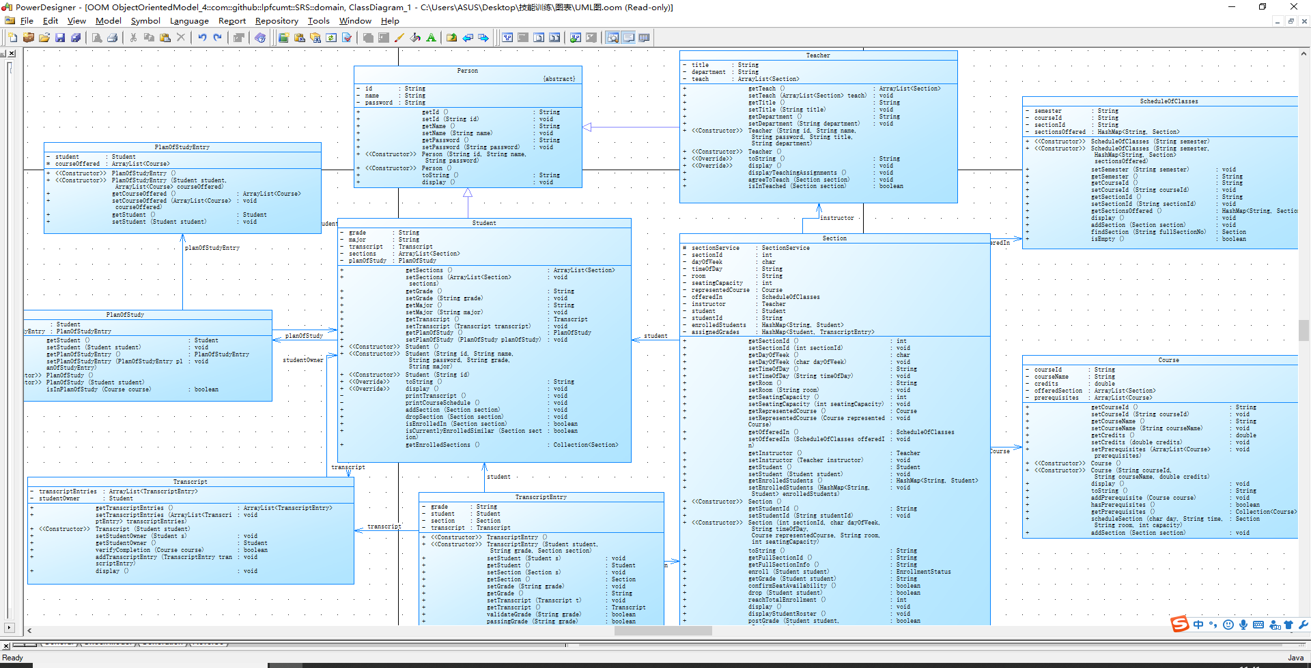 PowerDesigner - [OOM ObjectOrientedModel_4::com::github::lpfcumt::SRS::domain, ClassDiagram_1 - C:\Users\ASUS\Desktop\技能训练\图表\UML图.oom (Read-only)]
File Edit View Model Symbol Language Report Repository Tools Window Help
Person
{abstract}
- id : String
- name : String
- password : String
+ getId () : String
+ setId (String id) : void
+ getName () : String
+ setName (String name) : void
+ getPassword () : String
+ setPassword (String password) : void
+ <<Constructor>> Person (String id, String name,
String password)
+ <<Constructor>> Person ()
+ toString () : String
+ display () : void
Teacher
- title : String
- department : String
- teach : ArrayList<Section>
+ getTeach () : ArrayList<Section>
+ setTeach (ArrayList<Section> teach) : void
+ getTitle () : String
+ setTitle (String title) : void
+ getDepartment () : String
+ setDepartment (String department) : void
+ <<Constructor>> Teacher (String id, String name,
String password, String title,
String department)
+ <<Constructor>> Teacher ()
+ <<Override>> toString () : String
+ <<Override>> display () : void
+ displayTeachingAssignments () : void
+ agreeToTeach (Section section) : void
+ isInTeached (Section section) : boolean
ScheduleOfClasses
- semester : String
- courseId : String
- sectionId : String
- sectionsOffered : HashMap<String, Section>
+ <<Constructor>> ScheduleOfClasses (String semester)
+ <<Constructor>> ScheduleOfClasses (String semester,
HashMap<String, Section>
sectionsOffered)
+ setSemester (String semester) : void
+ getSemester () : String
+ getCourseId () : String
+ setCourseId (String courseId) : void
+ getSectionId () : String
+ setSectionId (String sectionId) : void
+ getSectionsOffered () : HashMap<String, Sectio
+ display () : void
+ addSection (Section section) : void
+ findSection (String fullSectionNo) : Section
+ isEmpty () : boolean
PlanOfStudyEntry
- student : Student
# courseOffered : ArrayList<Course>
+ <<Constructor>> PlanOfStudyEntry ()
+ <<Constructor>> PlanOfStudyEntry (Student student,
ArrayList<Course> courseOffered)
+ getCourseOffered () : ArrayList<Course>
+ setCourseOffered (ArrayList<Course> : void
courseOffered)
+ getStudent () : Student
+ setStudent (Student student) : void
udent
planOfStudyEntry
instructor
eredIn
Student
- grade : String
- major : String
- transcript : Transcript
- sections : ArrayList<Section>
- planOfStudy : PlanOfStudy
+ getSections () : ArrayList<Section>
+ setSections (ArrayList<Section> : void
sections)
+ getGrade () : String
+ setGrade (String grade) : void
+ getMajor () : String
+ setMajor (String major) : void
+ getTranscript () : Transcript
+ setTranscript (Transcript transcript) : void
+ getPlanOfStudy () : PlanOfStudy
+ setPlanOfStudy (PlanOfStudy planOfStudy) : void
+ <<Constructor>> Student ()
+ <<Constructor>> Student (String id, String name,
String password, String grade,
String major)
+ <<Constructor>> Student (String id)
+ <<Override>> toString () : String
+ <<Override>> display () : void
+ printTranscript () : void
+ printCourseSchedule () : void
+ addSection (Section section) : void
+ dropSection (Section section) : void
+ isEnrolledIn (Section section) : boolean
+ isCurrentlyEnrolledSimilar (Section sect : boolean
ion)
+ getEnrolledSections () : Collection<Section>
Section
# sectionService : SectionService
- sectionId : int
- dayOfWeek : char
- timeOfDay : String
- room : String
- seatingCapacity : int
- representedCourse : Course
- offeredIn : ScheduleOfClasses
- instructor : Teacher
- student : Student
- studentId : String
- enrolledStudents : HashMap<String, Student>
- assignedGrades : HashMap<Student, TranscriptEntry>
+ getSectionId () : int
+ setSectionId (int sectionId) : void
+ getDayOfWeek () : char
+ setDayOfWeek (char dayOfWeek) : void
+ getTimeOfDay () : String
+ setTimeOfDay (String timeOfDay) : void
+ getRoom () : String
+ setRoom (String room) : void
+ getSeatingCapacity () : int
+ setSeatingCapacity (int seatingCapacity) : void
+ getRepresentedCourse () : Course
+ setRepresentedCourse (Course represented : void
Course)
+ getOfferedIn () : ScheduleOfClasses
+ setOfferedIn (ScheduleOfClasses offeredI : void
n)
+ getInstructor () : Teacher
+ setInstructor (Teacher instructor) : void
+ getStudent () : Student
+ setStudent (Student student) : void
+ getEnrolledStudents () : HashMap<String, Student>
+ setEnrolledStudents (HashMap<String, : void
Student> enrolledStudents)
+ <<Constructor>> Section ()
+ getStudentId () : String
+ setStudentId (String studentId) : void
+ <<Constructor>> Section (int sectionId, char dayOfWeek,
String timeOfDay,
Course representedCourse, String room,
int seatingCapacity)
+ toString () : String
+ getFullSectionId () : String
+ getFullSectionInfo () : String
+ enroll (Student student) : EnrollmentStatus
+ getGrade (Student student) : String
+ confirmSeatAvailability () : boolean
+ drop (Student student) : boolean
+ reachTotalEnrollment () : int
+ display () : void
+ displayStudentRoster () : void
+ postGrade (Student student, : boolean
PlanOfStudy
: Student
yEntry : PlanOfStudyEntry
getStudent () : Student
setStudent (Student student) : void
getPlanOfStudyEntry () : PlanOfStudyEntry
setPlanOfStudyEntry (PlanOfStudyEntry pl : void
anOfStudyEntry)
tor>> PlanOfStudy ()
tor>> PlanOfStudy (Student student)
isInPlanOfStudy (Course course) : boolean
planOfStudy
studentOwner
student
transcript
student
transcript
n
Course
Course
- courseId : String
- courseName : String
- credits : double
- offeredSection : ArrayList<Section>
- prerequisites : ArrayList<Course>
+ getCourseId () : String
+ setCourseId (String courseId) : void
+ getCourseName () : String
+ setCourseName (String courseName) : void
+ getCredits () : double
+ setCredits (double credits) : void
+ setPrerequisites (ArrayList<Course> : void
prerequisites)
+ <<Constructor>> Course ()
+ <<Constructor>> Course (String courseId,
String courseName, double credits)
+ display () : void
+ toString () : String
+ addPrerequisite (Course course) : void
+ hasPrerequisites () : boolean
+ getPrerequisites () : Collection<Course>
+ scheduleSection (char day, String time, : Section
String room, int capacity)
+ addSection (Section section) : void
Transcript
- transcriptEntries : ArrayList<TranscriptEntry>
- studentOwner : Student
+ getTranscriptEntries () : ArrayList<TranscriptEntry>
+ setTranscriptEntries (ArrayList<Transcri : void
ptEntry> transcriptEntries)
+ <<Constructor>> Transcript (Student student)
+ setStudentOwner (Student s) : void
+ getStudentOwner () : Student
+ verifyCompletion (Course course) : boolean
+ addTranscriptEntry (TranscriptEntry tran : void
scriptEntry)
+ display () : void
TranscriptEntry
- grade : String
- student : Student
- section : Section
- transcript : Transcript
+ <<Constructor>> TranscriptEntry ()
+ <<Constructor>> TranscriptEntry (Student student,
String grade, Section section)
+ setStudent (Student s) : void
+ getStudent () : Student
+ setSection (Section s) : void
+ getSection () : Section
+ setGrade (String grade) : void
+ getGrade () : String
+ setTranscript (Transcript t) : void
+ getTranscript () : Transcript
+ validateGrade (String grade) : boolean
+ passingGrade (String grade) : boolean
中
Ready
Java